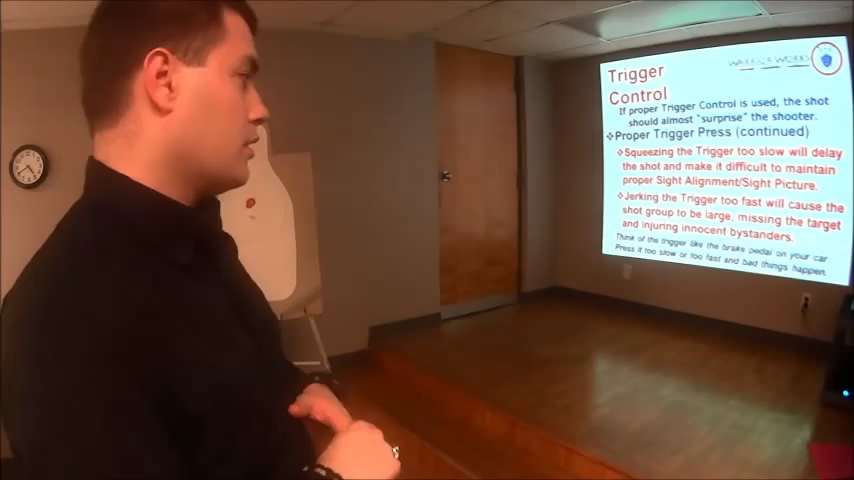 WARRIOR WORKS
Trigger
Control
If proper Trigger Control is used, the shot
should almost "surprise" the shooter.
❖Proper Trigger Press (continued)
❖Squeezing the Trigger too slow will delay
the shot and make it difficult to maintain
proper Sight Alignment/Sight Picture.
❖Jerking the Trigger too fast will cause the
shot group to be large, missing the target
and injuring innocent bystanders.
Think of the trigger like the brake pedal on your car
Press it too slow or too fast and bad things happen.